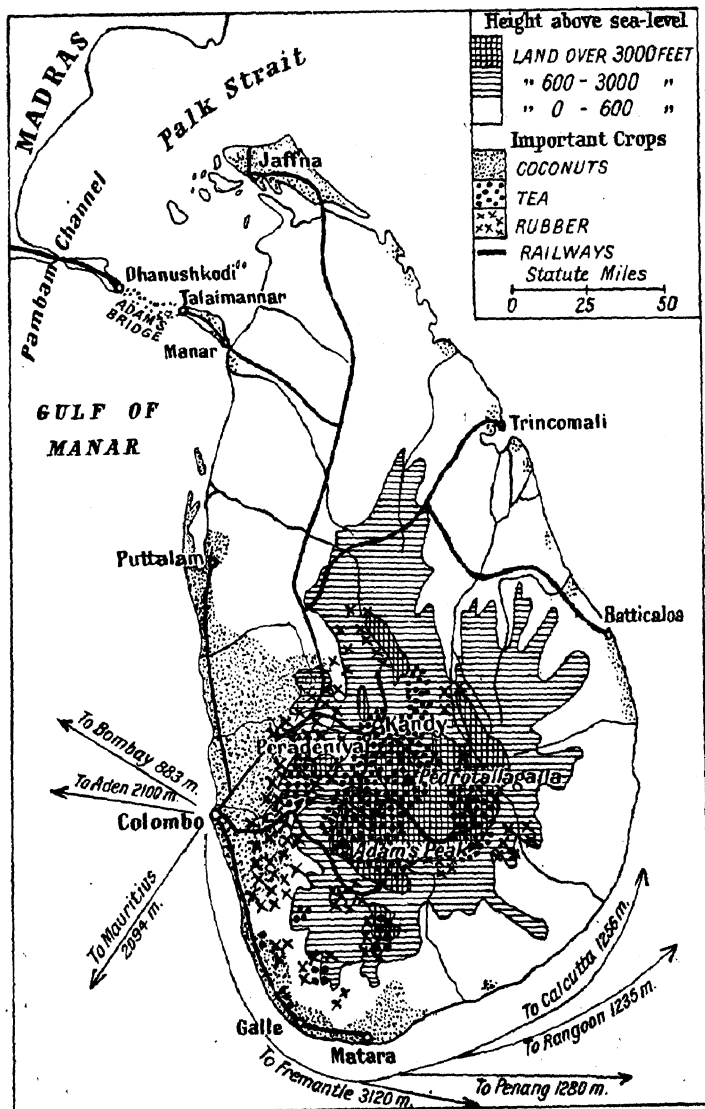 Height above sea-level
LAND OVER 3000 FEET
" 600 - 3000 "
" 0 - 600 "
Important Crops
COCONUTS
TEA
RUBBER
RAILWAYS
Statute Miles
0 25 50
MADRAS
Palk Strait
Jaffna
Pambam Channel
Dhanushkodi
Talaimannar
ADAM'S
BRIDGE
Manar
GULF OF
MANAR
Trincomali
Puttalam
Batticaloa
Kandy
Peradeniya
Pedrotallagalla
To Bombay 883 m.
To Aden 2100 m.
Colombo
Adam's Peak
To Mauritius
2094 m.
To Calcutta 1256 m.
To Rangoon 1235 m.
Galle
Matara
To Fremantle 3120 m.
To Penang 1280 m.